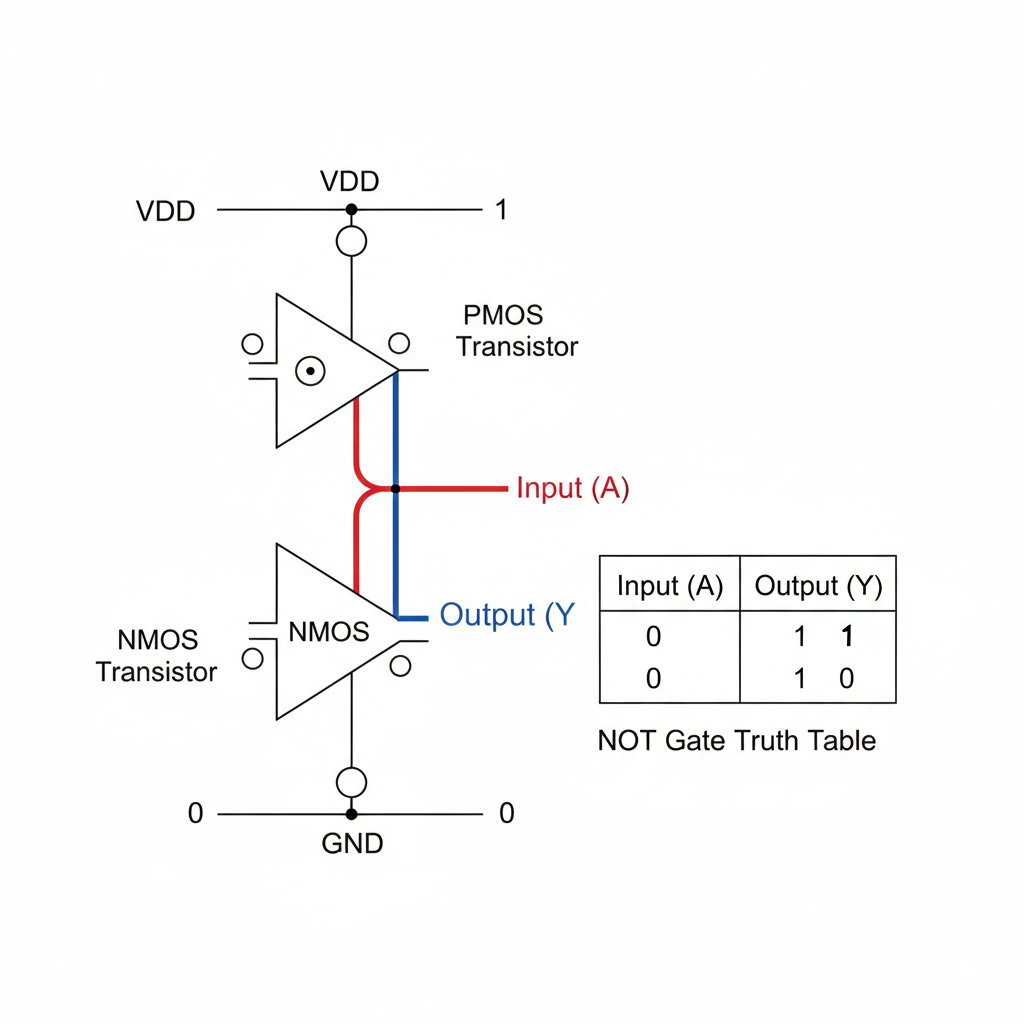 VDD
VDD 1
PMOS
Transistor
Input (A)
Output (Y
NMOS
NMOS
Transistor
Input (A) Output (Y)
0 1 1
0 1 0
NOT Gate Truth Table
0 0
GND